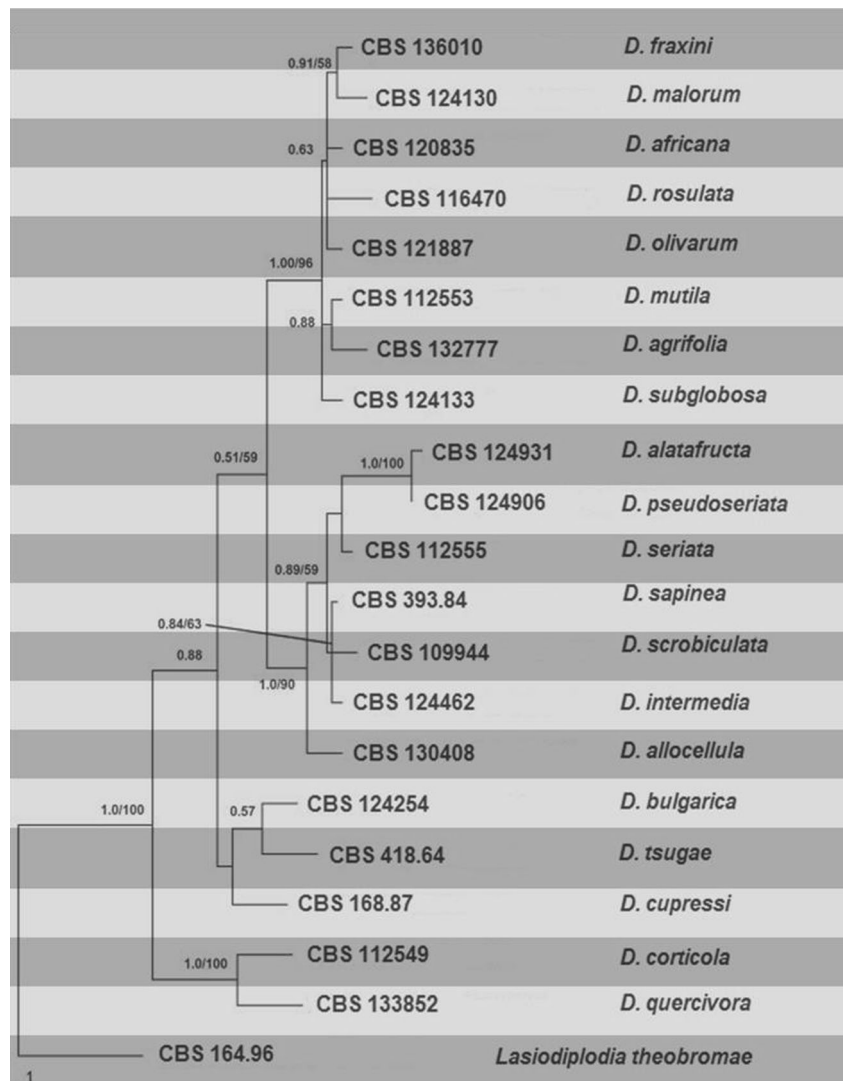 CBS 136010 D. fraxini
0.91/58
CBS 124130 D. malorum
0.63 CBS 120835 D. africana
CBS 116470 D. rosulata
CBS 121887 D. olivarum
1.00/96
CBS 112553 D. mutila
0.88
CBS 132777 D. agrifolia
CBS 124133 D. subglobosa
0.51/59 CBS 124931 D. alatafructa
1.0/100
CBS 124906 D. pseudoseriata
CBS 112555 D. seriata
0.89/59
CBS 393.84 D. sapinea
0.84/63
CBS 109944 D. scrobiculata
0.88
1.0/90
CBS 124462 D. intermedia
CBS 130408 D. allocellula
CBS 124254 D. bulgarica
1.0/100 0.57
CBS 418.64 D. tsugae
CBS 168.87 D. cupressi
CBS 112549 D. corticola
1.0/100
CBS 133852 D. quercivora
CBS 164.96 Lasiodiplodia theobromae
1